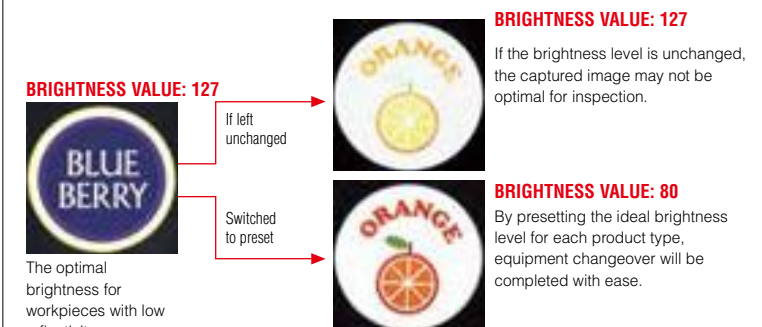 BRIGHTNESS VALUE: 127
BLUE
BERRY
The optimal
brightness for
workpieces with low
If left
unchanged
Switched
to preset
ORANGE
BRIGHTNESS VALUE: 127
If the brightness level is unchanged,
the captured image may not be
optimal for inspection.
ORANGE
BRIGHTNESS VALUE: 80
By presetting the ideal brightness
level for each product type,
equipment changeover will be
completed with ease.